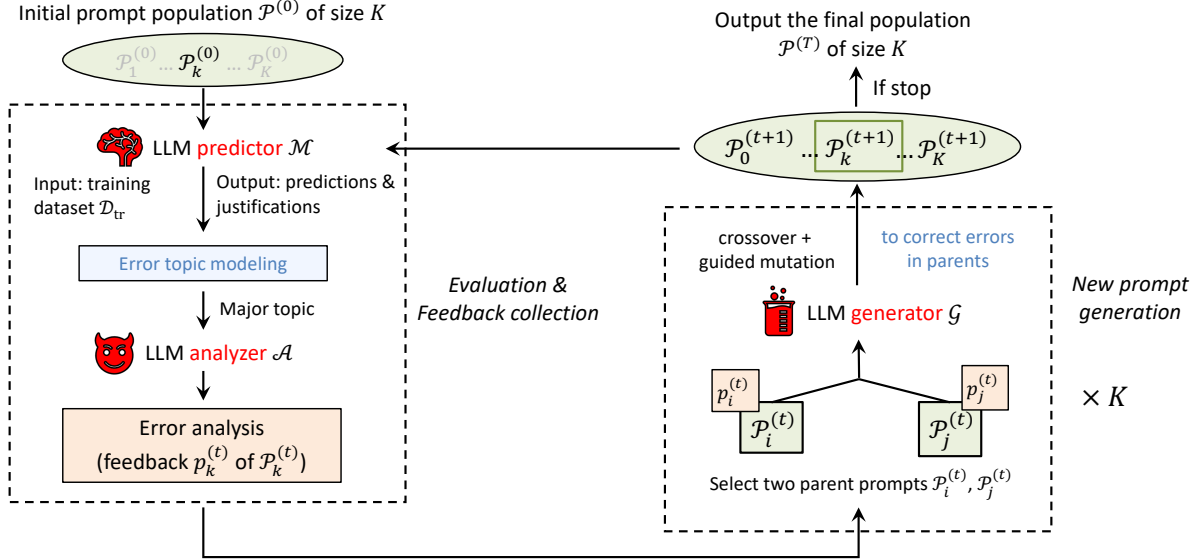 Initial prompt population 𝒫^(0) of size K
𝒫_1^(0) ... 𝒫_k^(0) ... 𝒫_K^(0)
LLM predictor ℳ
Input: training
dataset 𝒟_tr
Output: predictions &
justifications
Error topic modeling
Major topic
LLM analyzer 𝒜
Error analysis
(feedback p_k^(t) of 𝒫_k^(t))
Evaluation &
Feedback collection
Output the final population
𝒫^(T) of size K
If stop
𝒫_0^(t+1) ... 𝒫_k^(t+1) ... 𝒫_K^(t+1)
crossover +
guided mutation
to correct errors
in parents
LLM generator 𝒢
p_i^(t)
𝒫_i^(t)
p_j^(t)
𝒫_j^(t)
Select two parent prompts 𝒫_i^(t), 𝒫_j^(t)
New prompt
generation
× K